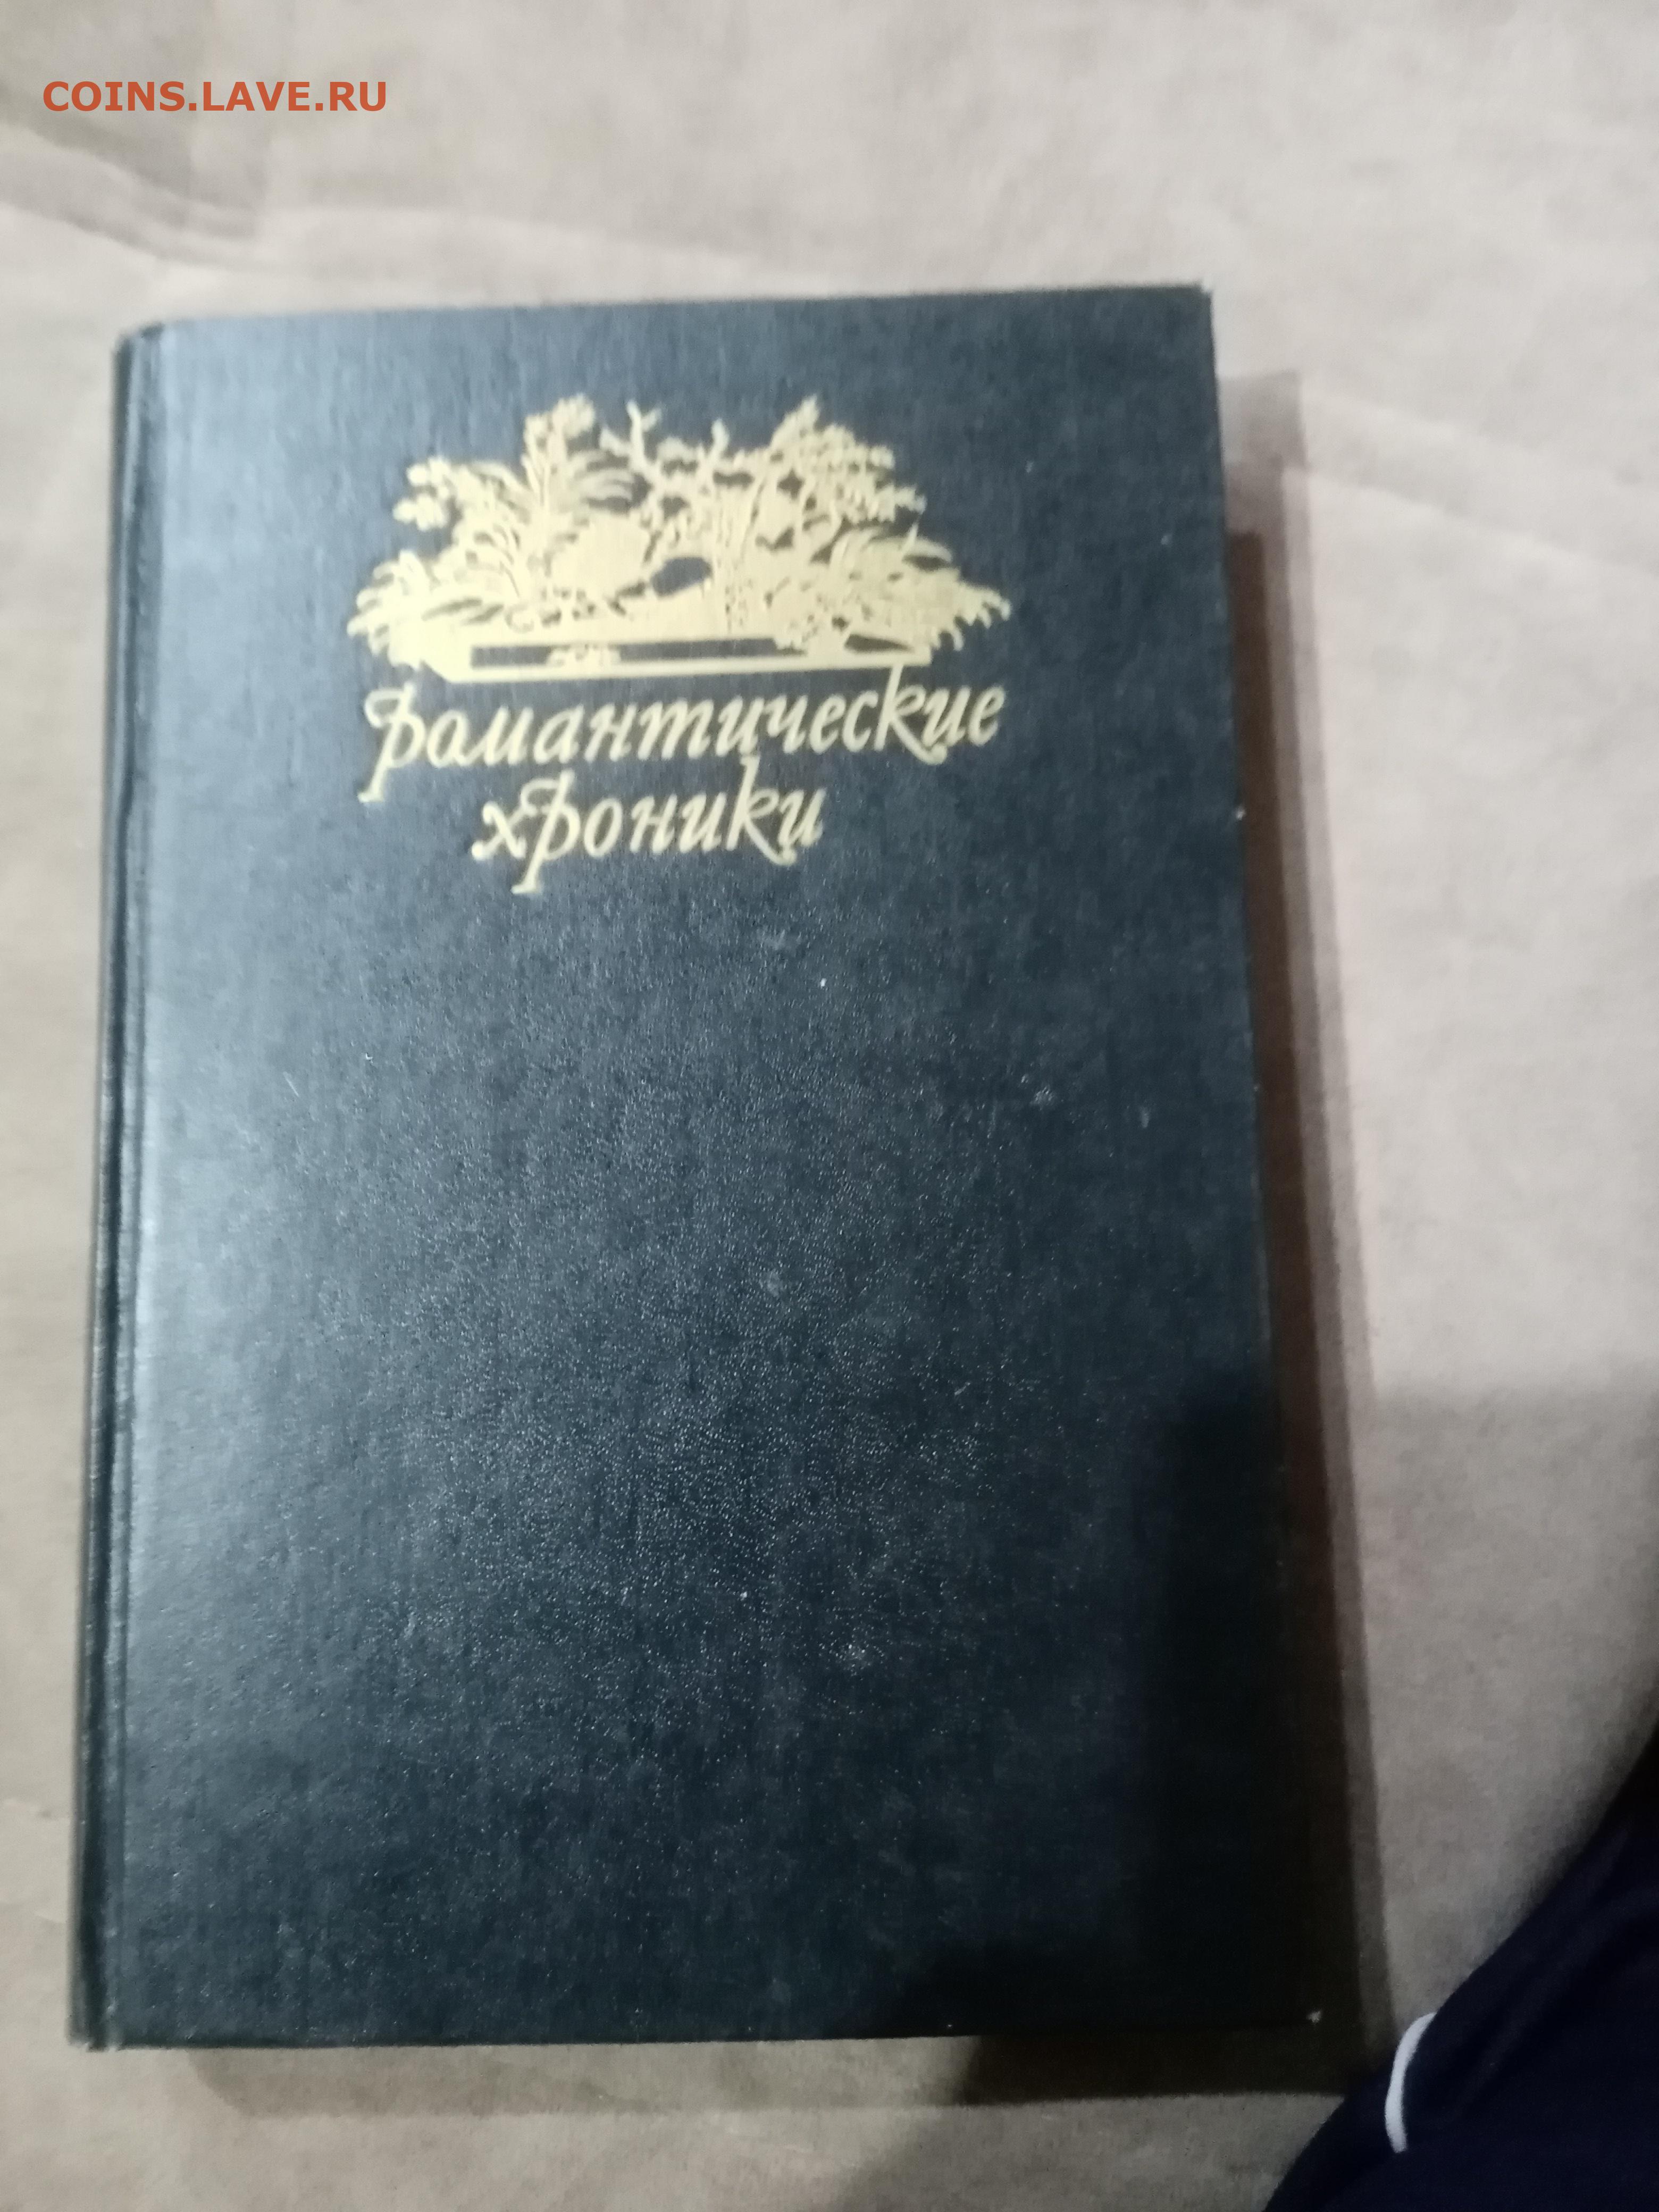 COINS.LAVE.RU
Романтические
хроники